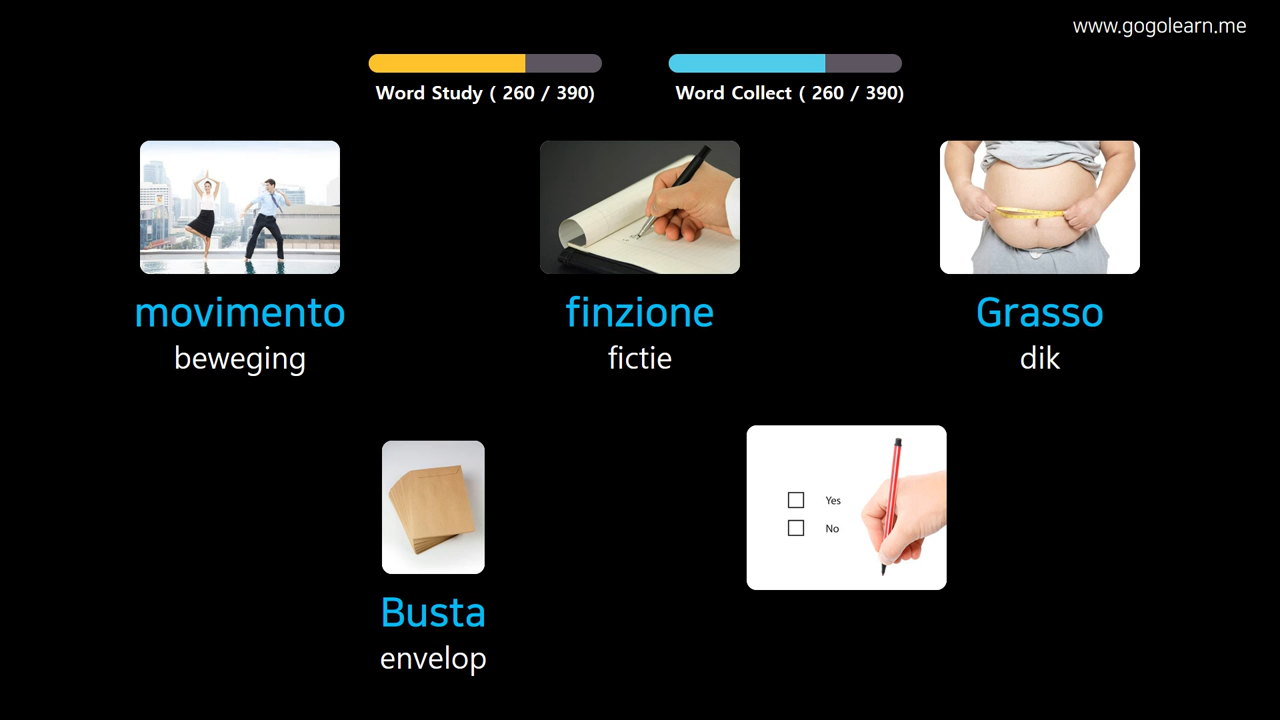 www.gogolearn.me
Word Study ( 260 / 390)
Word Collect ( 260 / 390)
movimento
beweging
finzione
fictie
Grasso
dik
Busta
envelop
Yes
No